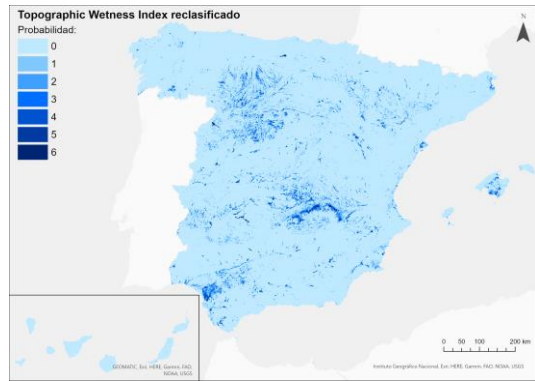 Topographic Wetness Index reclasificado
Probabilidad:
0
1
2
3
4
5
6
N
GEOMATIC, Esri, HERE, Garmin, FAO, NOAA, USGS
0 50 100 200 km
Instituto Geográfico Nacional, Esri, HERE, Garmin, FAO, NOAA, USGS